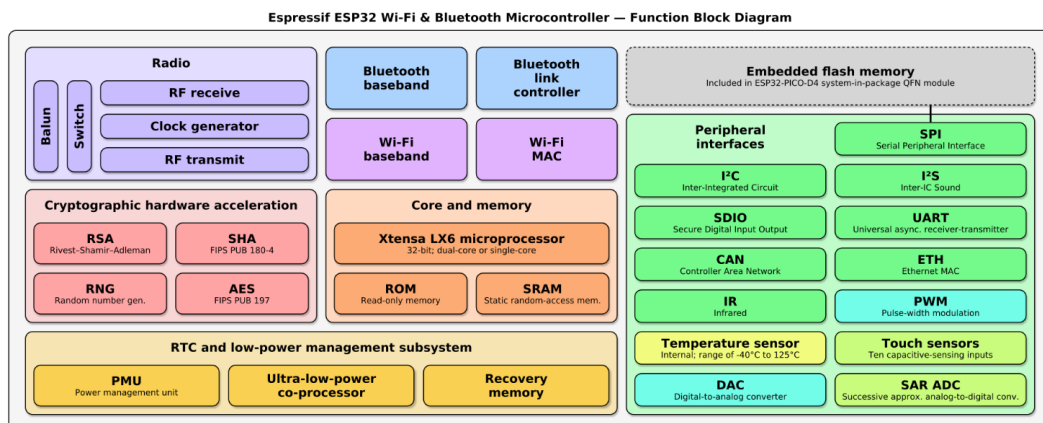 Espressif ESP32 Wi-Fi & Bluetooth Microcontroller — Function Block Diagram
Radio
Balun
Switch
RF receive
Clock generator
RF transmit
Bluetooth
baseband
Bluetooth
link
controller
Wi-Fi
baseband
Wi-Fi
MAC
Embedded flash memory
Included in ESP32-PICO-D4 system-in-package QFN module
Cryptographic hardware acceleration
RSA
Rivest–Shamir–Adleman
SHA
FIPS PUB 180-4
RNG
Random number gen.
AES
FIPS PUB 197
Core and memory
Xtensa LX6 microprocessor
32-bit; dual-core or single-core
ROM
Read-only memory
SRAM
Static random-access mem.
RTC and low-power management subsystem
PMU
Power management unit
Ultra-low-power
co-processor
Recovery
memory
Peripheral
interfaces
SPI
Serial Peripheral Interface
I²C
Inter-Integrated Circuit
I²S
Inter-IC Sound
SDIO
Secure Digital Input Output
UART
Universal async. receiver-transmitter
CAN
Controller Area Network
ETH
Ethernet MAC
IR
Infrared
PWM
Pulse-width modulation
Temperature sensor
Internal; range of -40°C to 125°C
Touch sensors
Ten capacitive-sensing inputs
DAC
Digital-to-analog converter
SAR ADC
Successive approx. analog-to-digital conv.